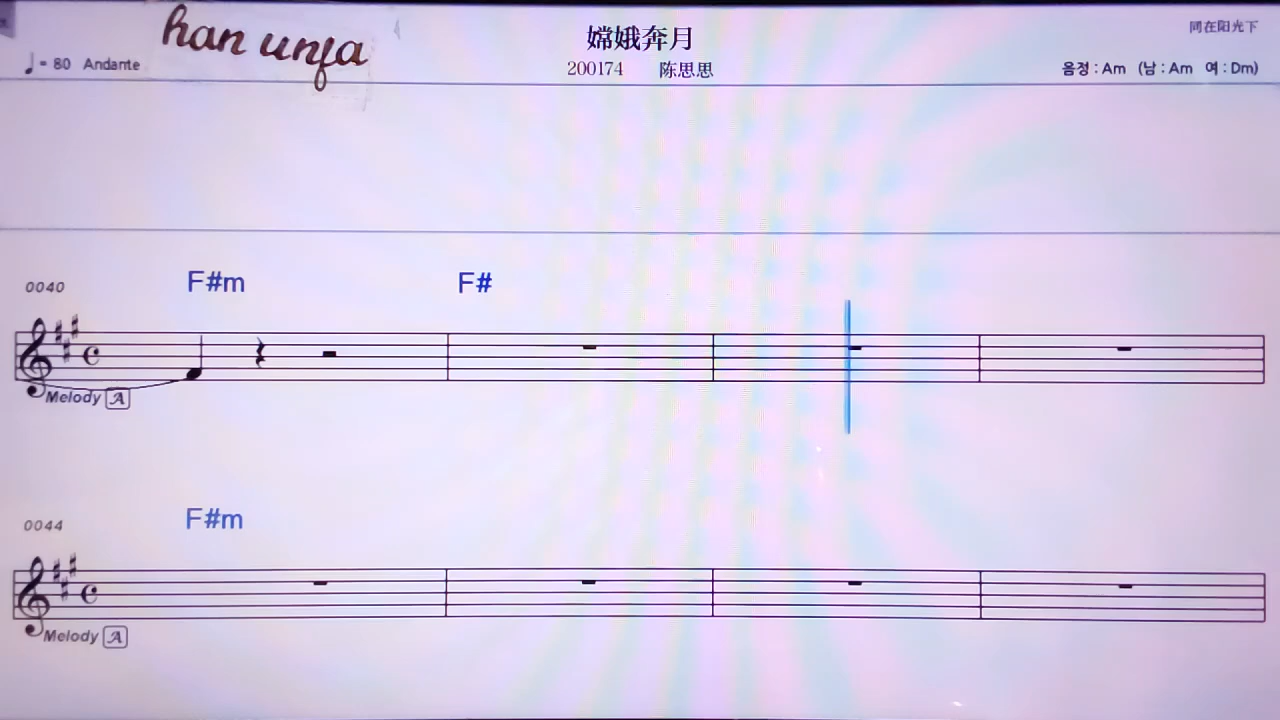 han unfa
嫦娥奔月
同在阳光下
♩= 80 Andante
200174 陈思思
음정 : Am (남 : Am 여 : Dm)
0040 F#m F#
Melody A
0044 F#m
Melody A